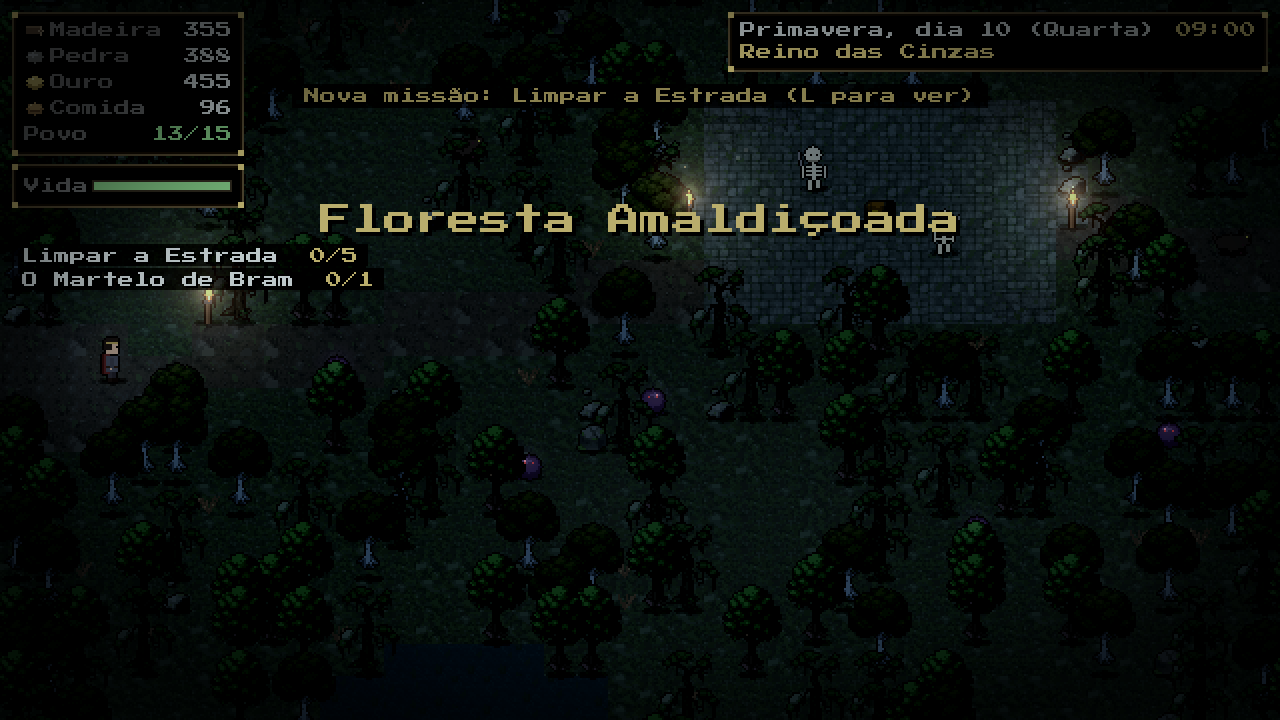 Madeira 355
Pedra 388
Ouro 455
Comida 96
Povo 13/15
Vida
Primavera, dia 10 (Quarta) 09:00
Reino das Cinzas
Nova missão: Limpar a Estrada (L para ver)
Floresta Amaldiçoada
Limpar a Estrada 0/5
O Martelo de Bram 0/1